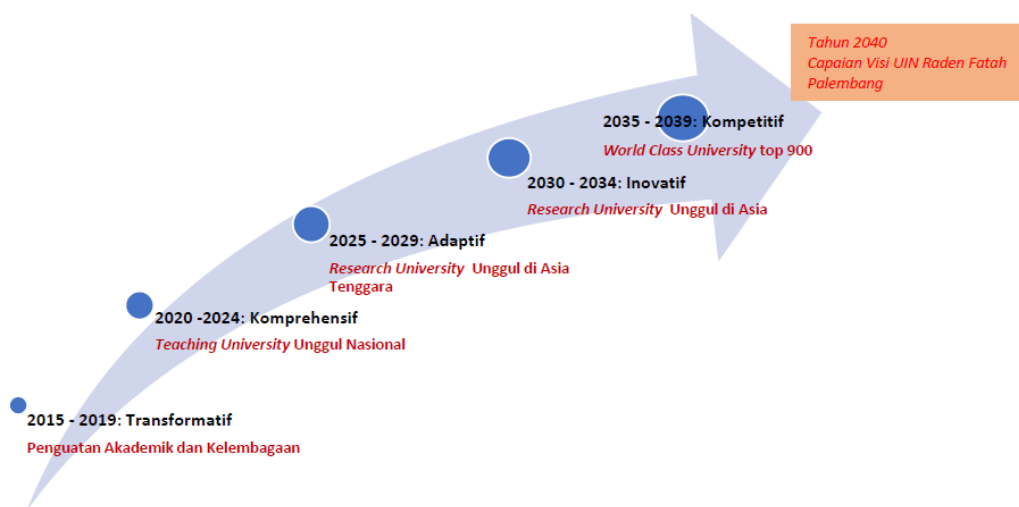 Tahun 2040
Capaian Visi UIN Raden Fatah
Palembang
2035 - 2039: Kompetitif
World Class University top 900
2030 - 2034: Inovatif
Research University Unggul di Asia
2025 - 2029: Adaptif
Research University Unggul di Asia
Tenggara
2020 -2024: Komprehensif
Teaching University Unggul Nasional
2015 - 2019: Transformatif
Penguatan Akademik dan Kelembagaan